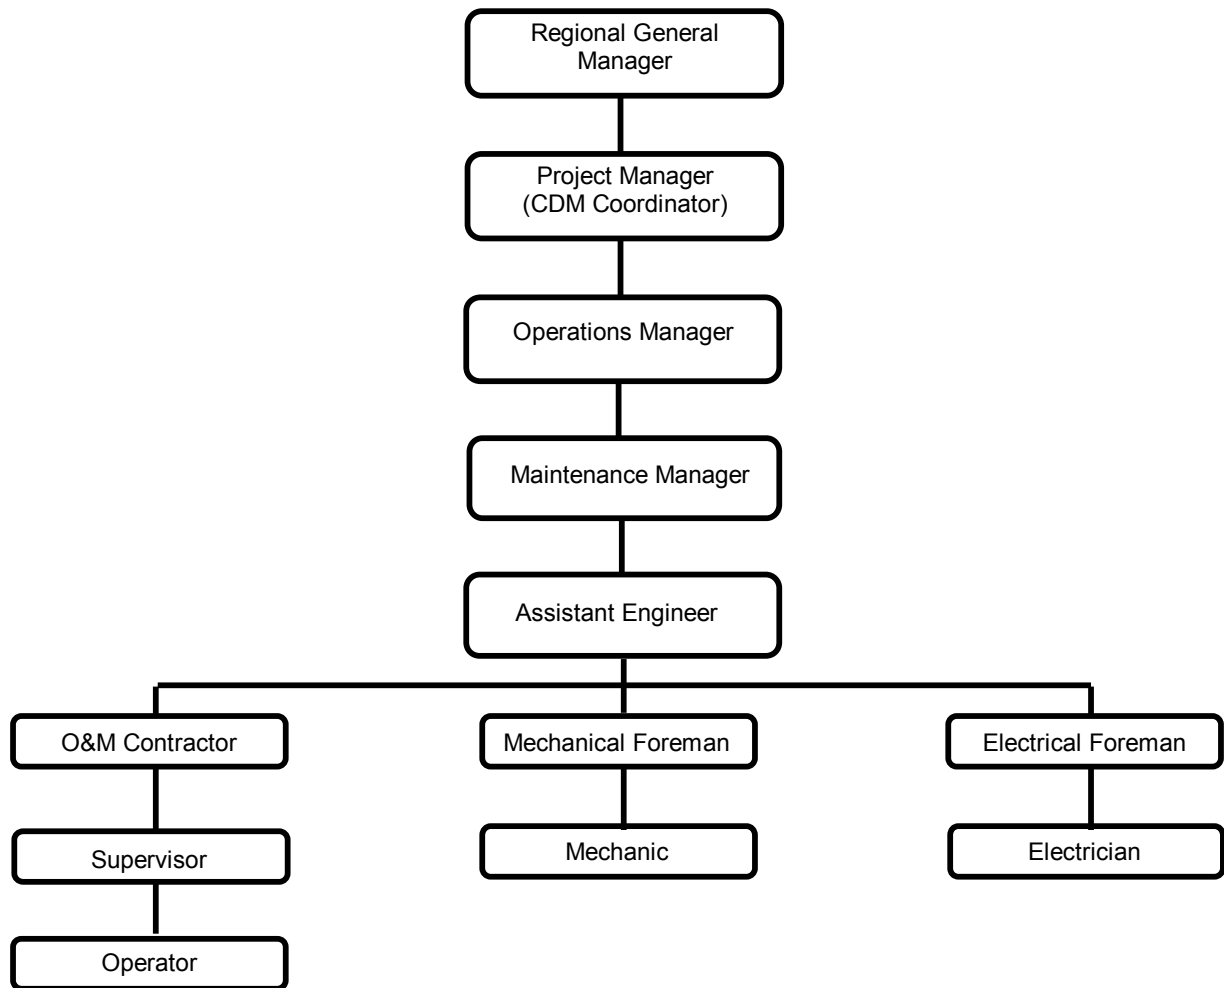 Regional General
Manager
Project Manager
(CDM Coordinator)
Operations Manager
Maintenance Manager
Assistant Engineer
O&M Contractor
Mechanical Foreman
Electrical Foreman
Supervisor
Mechanic
Electrician
Operator